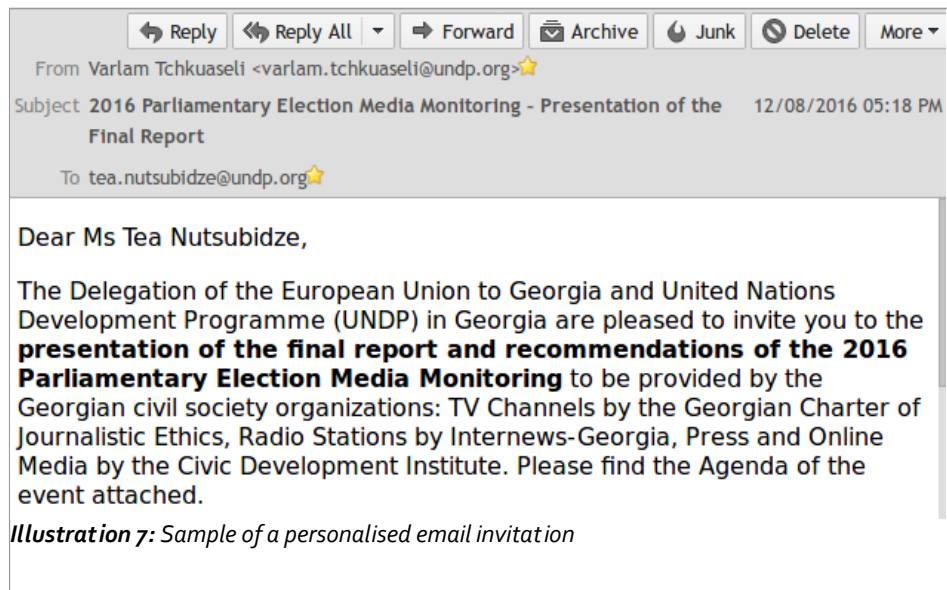 Reply Reply All Forward Archive Junk Delete More
From Varlam Tchkuaseli <varlam.tchkuaseli@undp.org>
Subject 2016 Parliamentary Election Media Monitoring - Presentation of the 12/08/2016 05:18 PM
Final Report
To tea.nutsubidze@undp.org
Dear Ms Tea Nutsubidze,
The Delegation of the European Union to Georgia and United Nations
Development Programme (UNDP) in Georgia are pleased to invite you to the
presentation of the final report and recommendations of the 2016
Parliamentary Election Media Monitoring to be provided by the
Georgian civil society organizations: TV Channels by the Georgian Charter of
Journalistic Ethics, Radio Stations by Internews-Georgia, Press and Online
Media by the Civic Development Institute. Please find the Agenda of the
event attached.
Illustration 7: Sample of a personalised email invitation